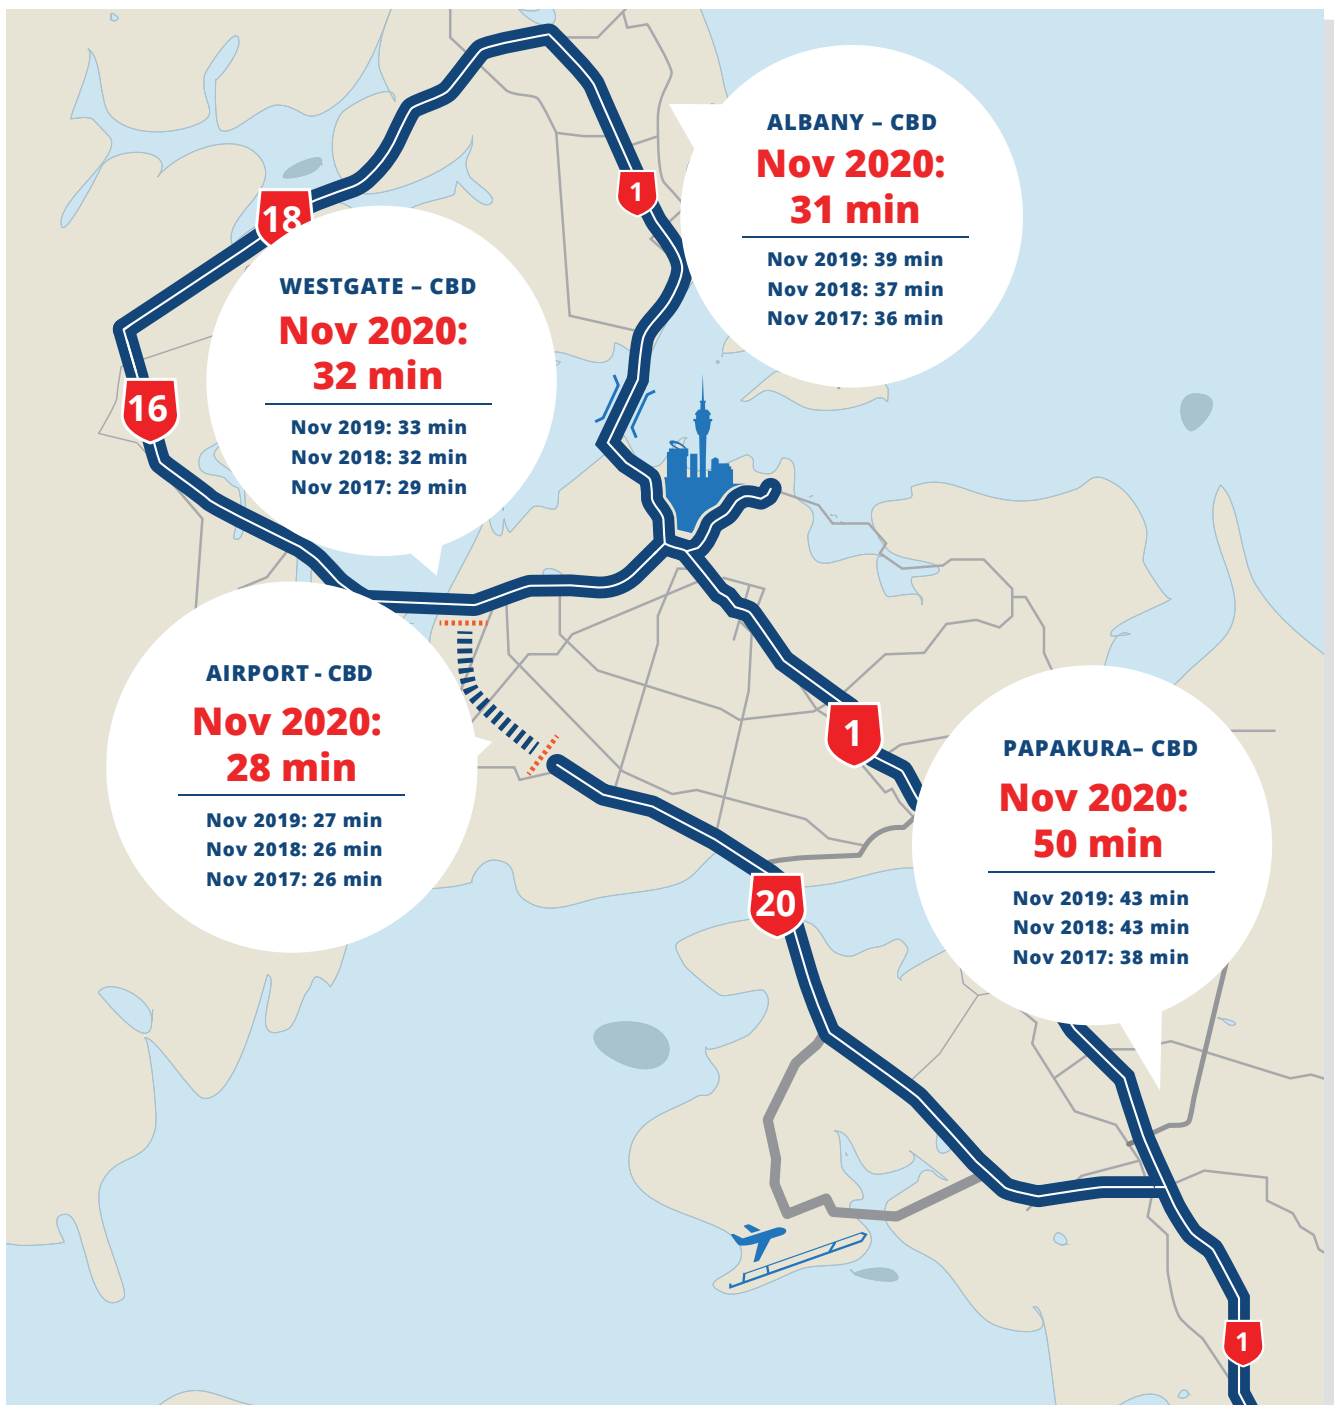 ALBANY – CBD
Nov 2020:
31 min
Nov 2019: 39 min
Nov 2018: 37 min
Nov 2017: 36 min
1
18
WESTGATE – CBD
Nov 2020:
32 min
Nov 2019: 33 min
Nov 2018: 32 min
Nov 2017: 29 min
16
AIRPORT - CBD
Nov 2020:
28 min
Nov 2019: 27 min
Nov 2018: 26 min
Nov 2017: 26 min
1
PAPAKURA– CBD
Nov 2020:
50 min
Nov 2019: 43 min
Nov 2018: 43 min
Nov 2017: 38 min
20
1